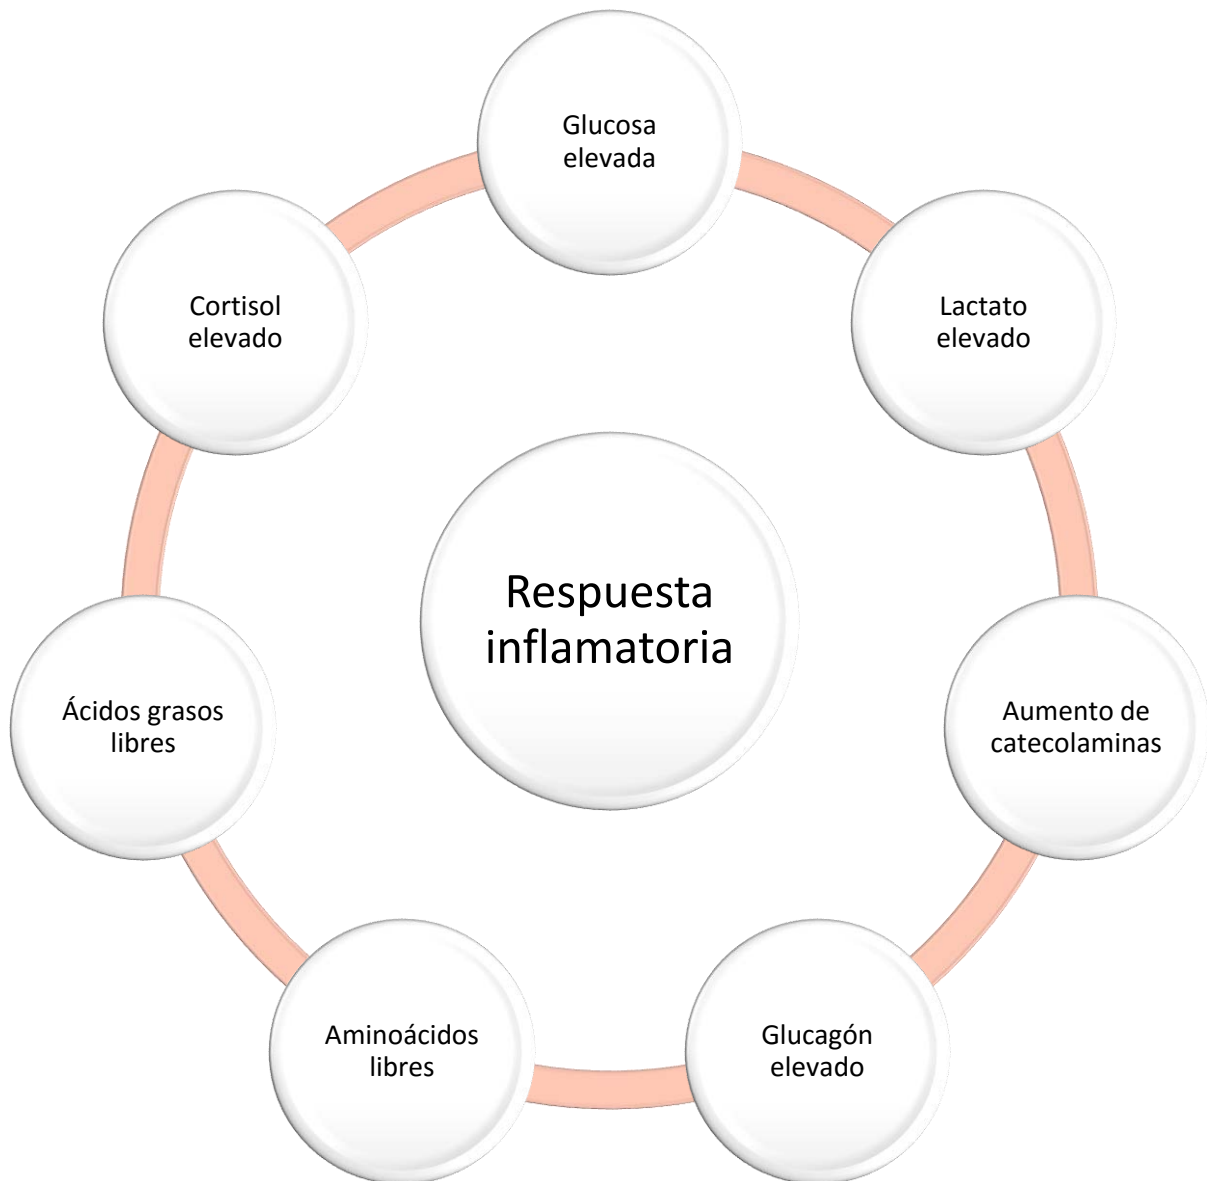 Glucosa
elevada
Lactato
elevado
Aumento de
catecolaminas
Glucagón
elevado
Aminoácidos
libres
Ácidos grasos
libres
Cortisol
elevado
Respuesta
inflamatoria